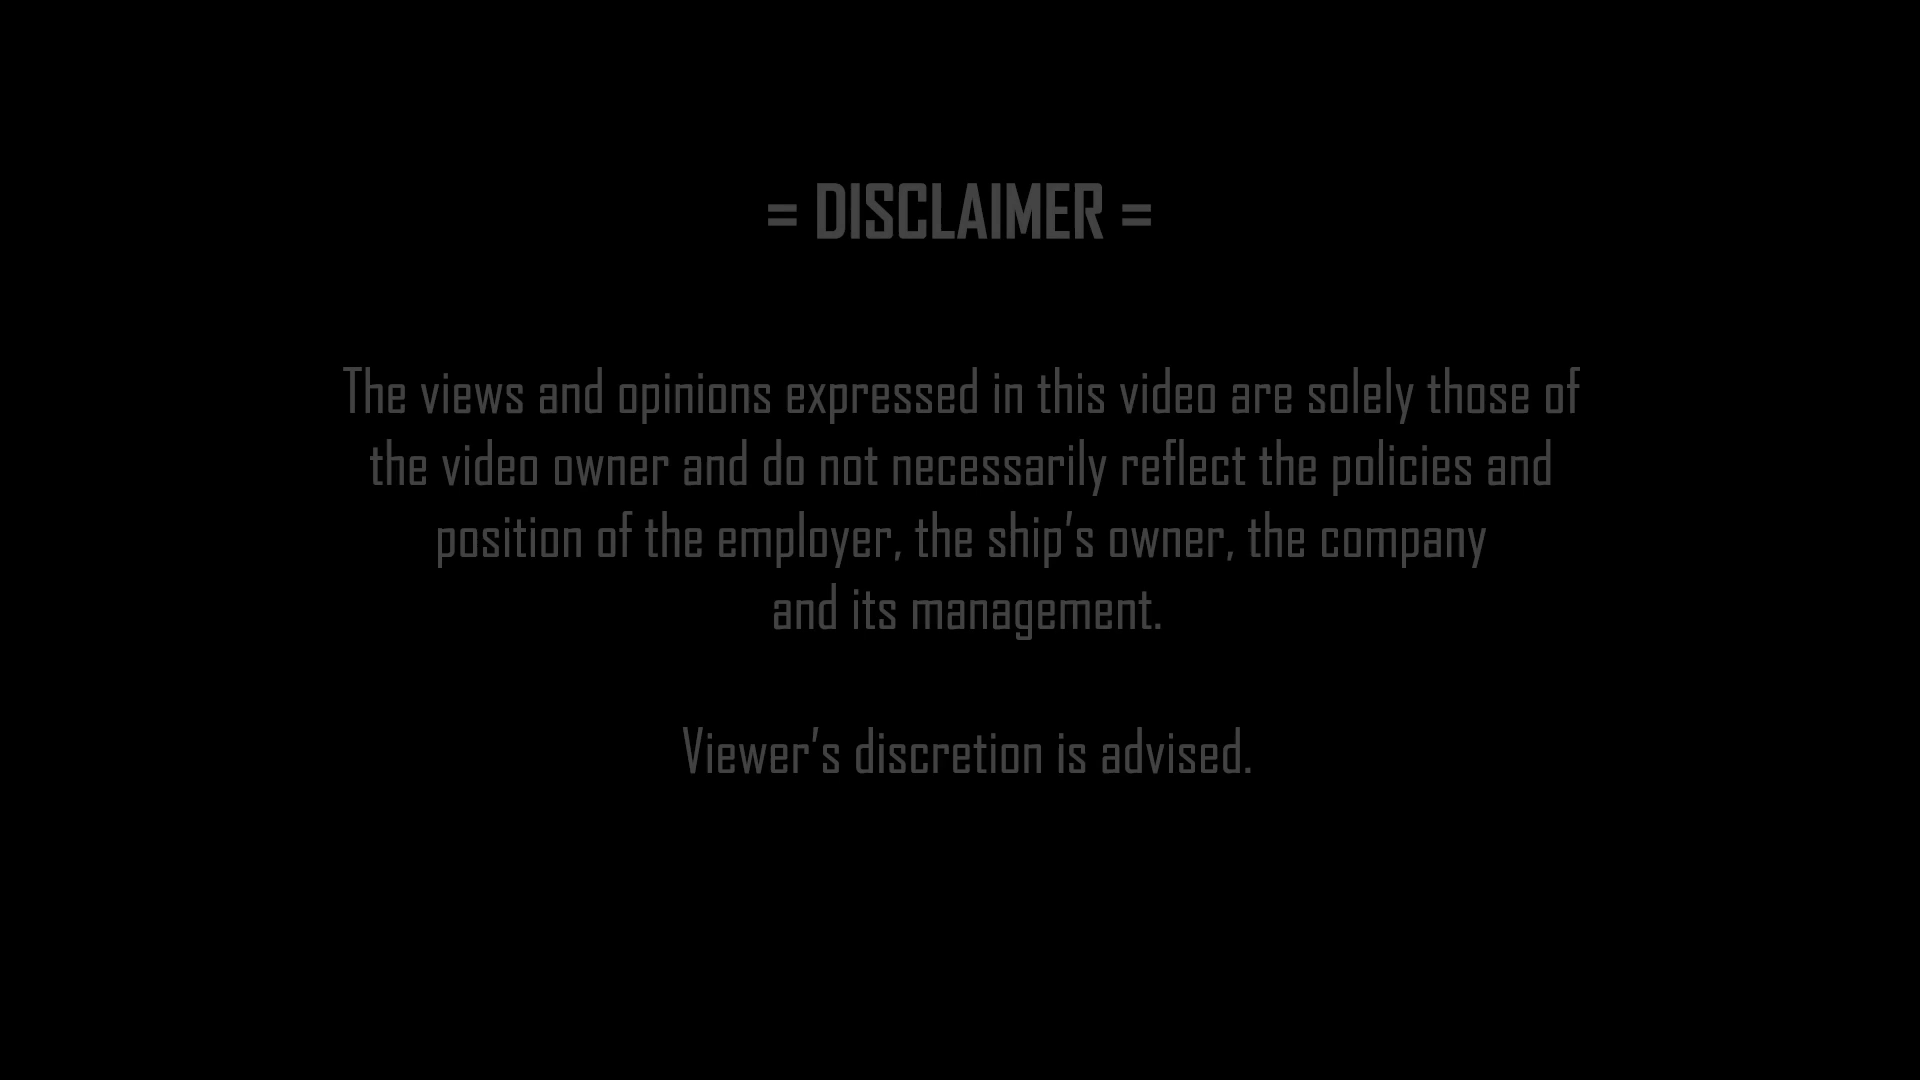 = DISCLAIMER =
The views and opinions expressed in this video are solely those of
the video owner and do not necessarily reflect the policies and
position of the employer, the ship's owner, the company
and its management.
Viewer's discretion is advised.